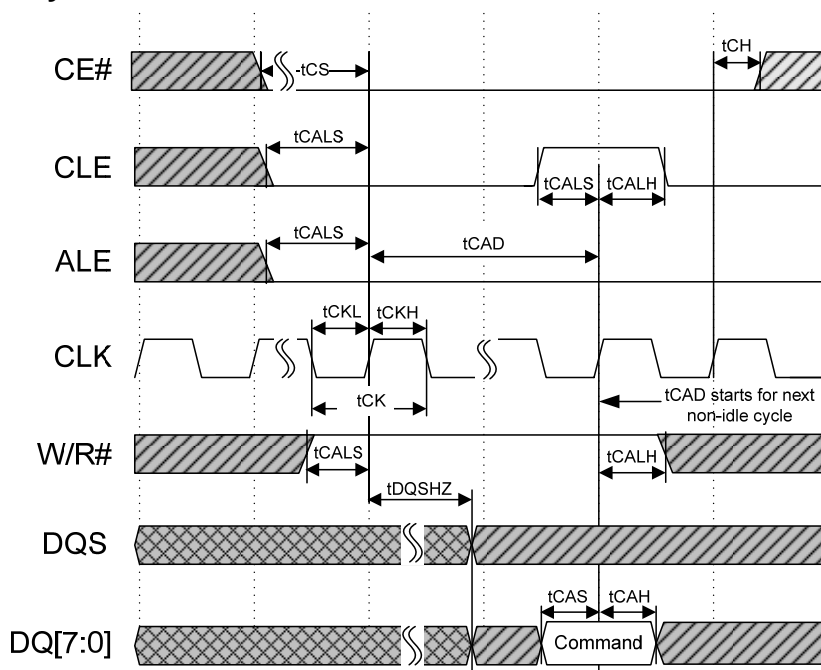 CE#
tCS
tCH
CLE
tCALS
tCALS
tCALH
ALE
tCALS
tCAD
CLK
tCKL
tCKH
tCK
tCAD starts for next
non-idle cycle
W/R#
tCALS
tCALH
tDQSHZ
DQS
DQ[7:0]
tCAS
tCAH
Command